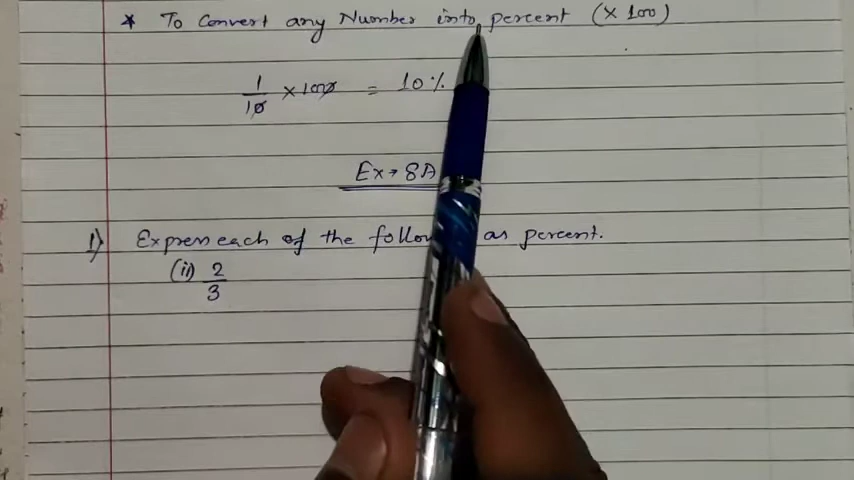 * To Convert any Number into percent (× 100)
1/10 × 100 = 10%
Ex → 8A
1) Express each of the as percent.
(ii) 2/3